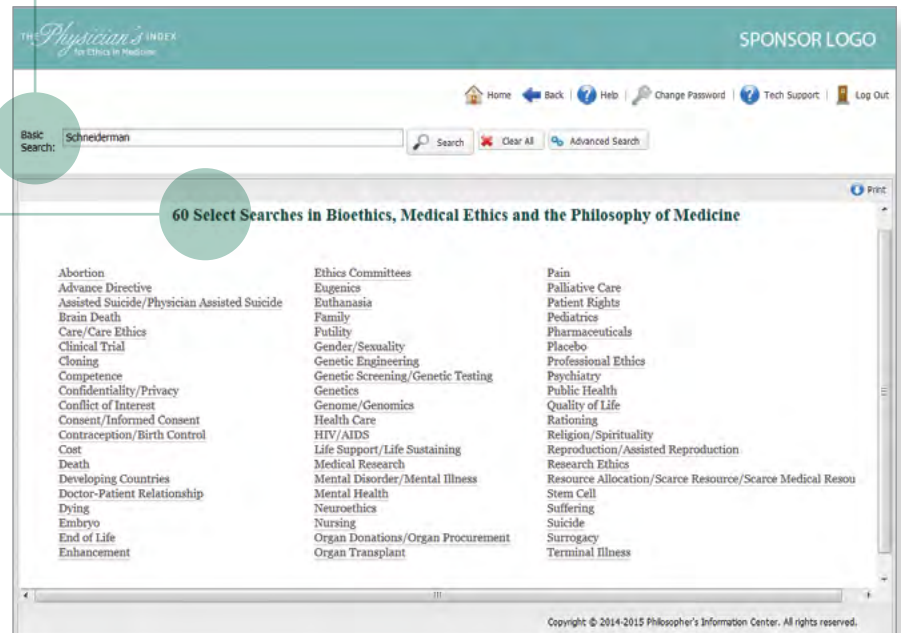 THE Physician's INDEX
for Ethics in Medicine
SPONSOR LOGO
Home Back | Help | Change Password | Tech Support | Log Out
Basic Search: Schneiderman Search Clear All Advanced Search
Print
60 Select Searches in Bioethics, Medical Ethics and the Philosophy of Medicine
Abortion
Advance Directive
Assisted Suicide/Physician Assisted Suicide
Brain Death
Care/Care Ethics
Clinical Trial
Cloning
Competence
Confidentiality/Privacy
Conflict of Interest
Consent/Informed Consent
Contraception/Birth Control
Cost
Death
Developing Countries
Doctor-Patient Relationship
Dying
Embryo
End of Life
Enhancement
Ethics Committees
Eugenics
Euthanasia
Family
Futility
Gender/Sexuality
Genetic Engineering
Genetic Screening/Genetic Testing
Genetics
Genome/Genomics
Health Care
HIV/AIDS
Life Support/Life Sustaining
Medical Research
Mental Disorder/Mental Illness
Mental Health
Neuroethics
Nursing
Organ Donations/Organ Procurement
Organ Transplant
Pain
Palliative Care
Patient Rights
Pediatrics
Pharmaceuticals
Placebo
Professional Ethics
Psychiatry
Public Health
Quality of Life
Rationing
Religion/Spirituality
Reproduction/Assisted Reproduction
Research Ethics
Resource Allocation/Scarce Resource/Scarce Medical Resou
Stem Cell
Suffering
Suicide
Surrogacy
Terminal Illness
Copyright © 2014-2015 Philosopher's Information Center. All rights reserved.